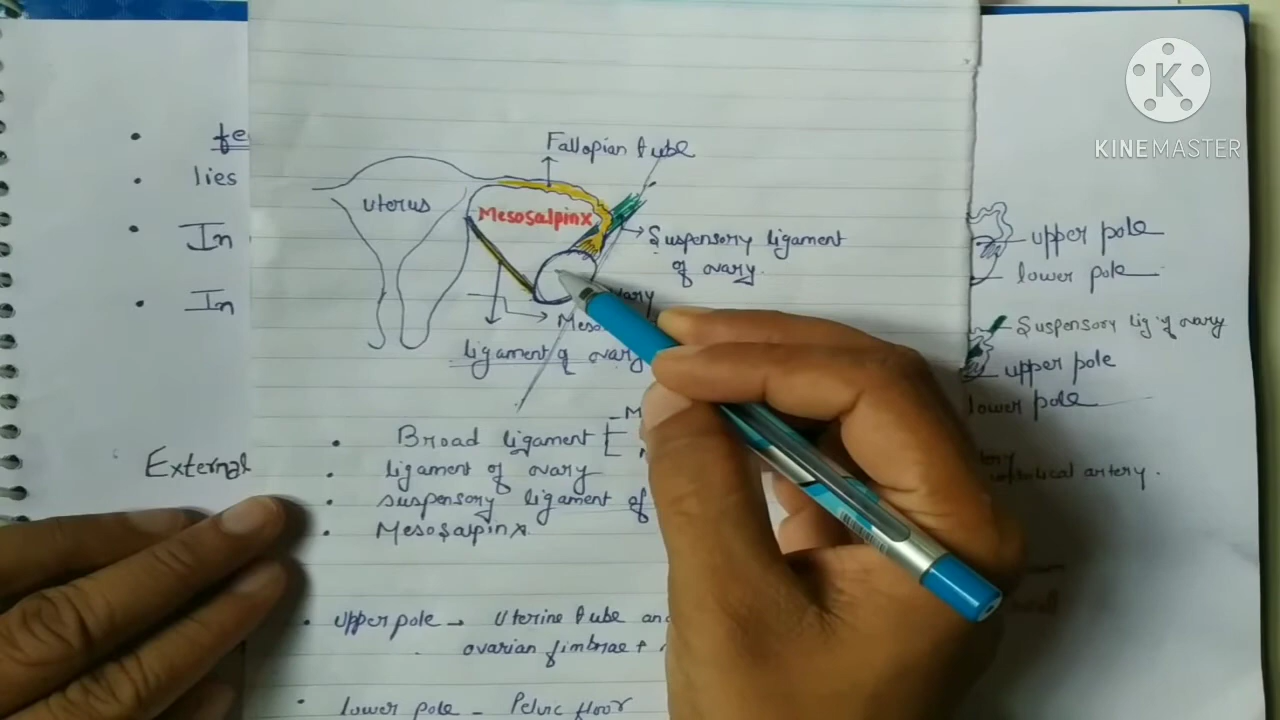 K
KINEMASTER
fe
lies
In
In
External
Fallopian tube
uterus
Mesosalpinx
Suspensory ligament
of ovary.
ligament of ovary
Broad ligament
ligament of ovary
suspensory ligament of
Mesosalpinx
upper pole → Uterine tube
ovarian fimbriae +
lower pole - Pelvic floor
upper pole
lower pole
Suspensory lig of ovary
upper pole
lower pole
artery.